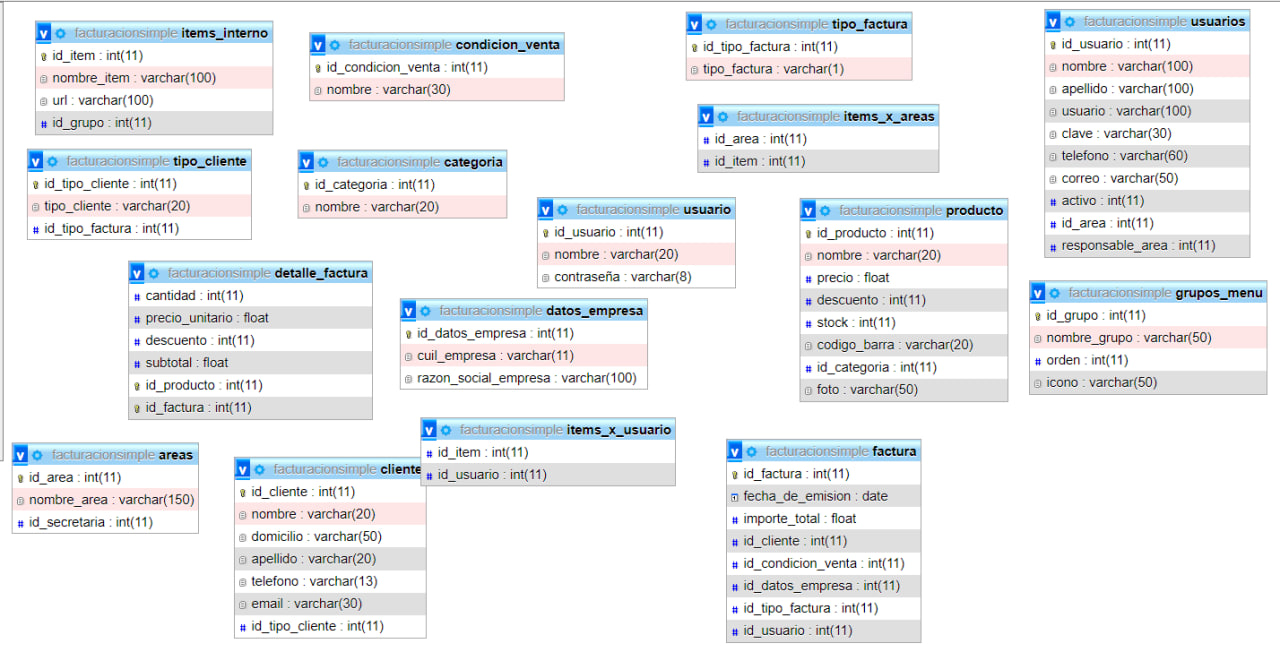 facturacionsimple items_interno
id_item : int(11)
nombre_item : varchar(100)
url : varchar(100)
id_grupo : int(11)
facturacionsimple condicion_venta
id_condicion_venta : int(11)
nombre : varchar(30)
facturacionsimple tipo_factura
id_tipo_factura : int(11)
tipo_factura : varchar(1)
facturacionsimple usuarios
id_usuario : int(11)
nombre : varchar(100)
apellido : varchar(100)
usuario : varchar(100)
clave : varchar(30)
telefono : varchar(60)
correo : varchar(50)
activo : int(11)
id_area : int(11)
responsable_area : int(11)
facturacionsimple items_x_areas
id_area : int(11)
id_item : int(11)
facturacionsimple tipo_cliente
id_tipo_cliente : int(11)
tipo_cliente : varchar(20)
id_tipo_factura : int(11)
facturacionsimple categoria
id_categoria : int(11)
nombre : varchar(20)
facturacionsimple usuario
id_usuario : int(11)
nombre : varchar(20)
contraseña : varchar(8)
facturacionsimple producto
id_producto : int(11)
nombre : varchar(20)
precio : float
descuento : int(11)
stock : int(11)
codigo_barra : varchar(20)
id_categoria : int(11)
foto : varchar(50)
facturacionsimple detalle_factura
cantidad : int(11)
precio_unitario : float
descuento : int(11)
subtotal : float
id_producto : int(11)
id_factura : int(11)
facturacionsimple datos_empresa
id_datos_empresa : int(11)
cuil_empresa : varchar(11)
razon_social_empresa : varchar(100)
facturacionsimple grupos_menu
id_grupo : int(11)
nombre_grupo : varchar(50)
orden : int(11)
icono : varchar(50)
facturacionsimple areas
id_area : int(11)
nombre_area : varchar(150)
id_secretaria : int(11)
facturacionsimple cliente
id_cliente : int(11)
nombre : varchar(20)
domicilio : varchar(50)
apellido : varchar(20)
telefono : varchar(13)
email : varchar(30)
id_tipo_cliente : int(11)
facturacionsimple items_x_usuario
id_item : int(11)
id_usuario : int(11)
facturacionsimple factura
id_factura : int(11)
fecha_de_emision : date
importe_total : float
id_cliente : int(11)
id_condicion_venta : int(11)
id_datos_empresa : int(11)
id_tipo_factura : int(11)
id_usuario : int(11)